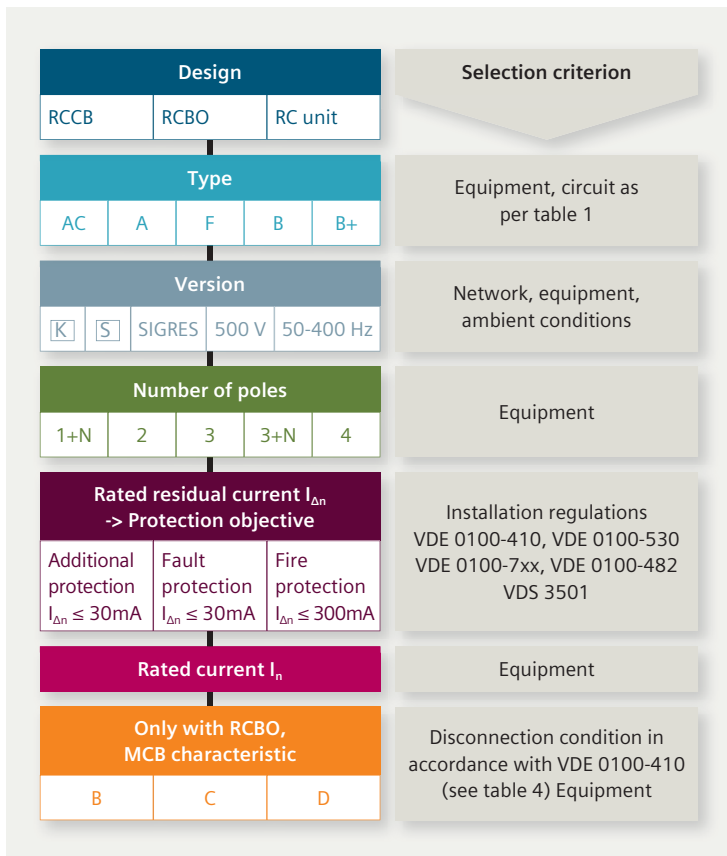 Design
Selection criterion
RCCB
RCBO
RC unit
Type
AC
A
F
B
B+
Equipment, circuit as
per table 1
Version
K
S
SIGRES
500 V
50-400 Hz
Network, equipment,
ambient conditions
Number of poles
1+N
2
3
3+N
4
Equipment
Rated residual current IΔn
-> Protection objective
Additional
protection
IΔn ≤ 30mA
Fault
protection
IΔn ≤ 30mA
Fire
protection
IΔn ≤ 300mA
Installation regulations
VDE 0100-410, VDE 0100-530
VDE 0100-7xx, VDE 0100-482
VDS 3501
Rated current In
Equipment
Only with RCBO,
MCB characteristic
B
C
D
Disconnection condition in
accordance with VDE 0100-410
(see table 4) Equipment